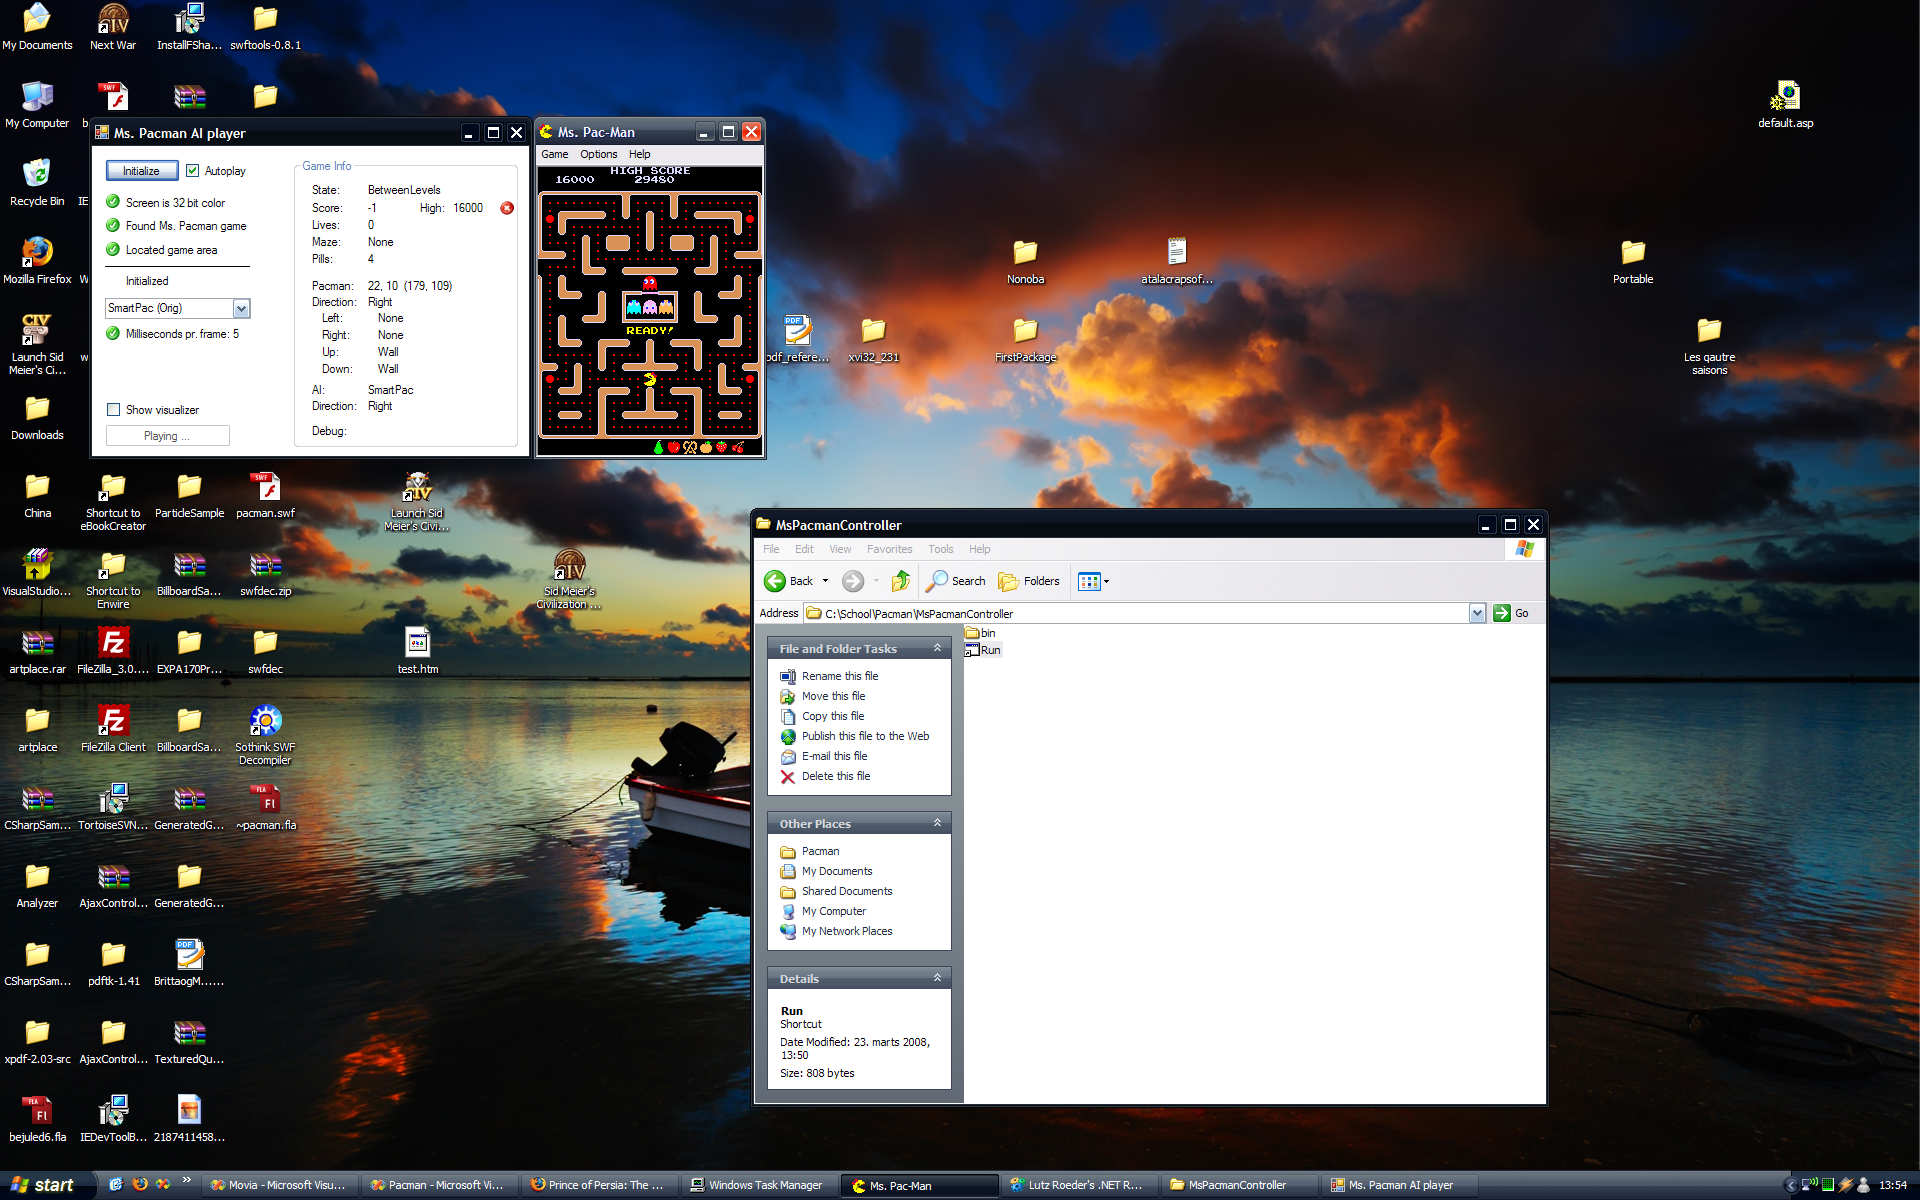 My Documents
Next War
InstallFSha...
swftools-0.8.1
My Computer
default.asp
Recycle Bin
Mozilla Firefox
Launch Sid
Meier's Ci...
Downloads
Ms. Pacman AI player
Initialize
Autoplay
Screen is 32 bit color
Found Ms. Pacman game
Located game area
Initialized
SmartPac (Orig)
Milliseconds pr. frame: 5
Show visualizer
Playing ...
Game Info
State: BetweenLevels
Score: -1 High: 16000
Lives: 0
Maze: None
Pills: 4
Pacman: 22, 10 (179, 109)
Direction: Right
Left: None
Right: None
Up: Wall
Down: Wall
AI: SmartPac
Direction: Right
Debug:
Ms. Pac-Man
Game Options Help
HIGH SCORE
16000 29480
READY!
Nonoba
atalacrapsof...
Portable
pdf_refere...
xvi32_231
FirstPackage
Les qautre
saisons
China
Shortcut to
eBookCreator
ParticleSample
pacman.swf
Launch Sid
Meier's Civi...
VisualStudio...
Shortcut to
Enwire
BillboardSa...
swfdec.zip
Sid Meier's
Civilization ...
artplace.rar
FileZilla_3.0....
EXPA170Pr...
swfdec
test.htm
artplace
FileZilla Client
BillboardSa...
Sothink SWF
Decompiler
CSharpSam...
TortoiseSVN...
GeneratedG...
~pacman.fla
Analyzer
AjaxControl...
GeneratedG...
CSharpSam...
pdftk-1.41
BrittaogM......
xpdf-2.03-src
AjaxControl...
TexturedQu...
bejuled6.fla
IEDevToolB...
2187411458...
MsPacmanController
File Edit View Favorites Tools Help
Back Search Folders
Address C:\School\Pacman\MsPacmanController Go
File and Folder Tasks
Rename this file
Move this file
Copy this file
Publish this file to the Web
E-mail this file
Delete this file
Other Places
Pacman
My Documents
Shared Documents
My Computer
My Network Places
Details
Run
Shortcut
Date Modified: 23. marts 2008,
13:50
Size: 808 bytes
bin
Run
start
Movia - Microsoft Visu...
Pacman - Microsoft Vi...
Prince of Persia: The ...
Windows Task Manager
Ms. Pac-Man
Lutz Roeder's .NET R...
MsPacmanController
Ms. Pacman AI player
13:54